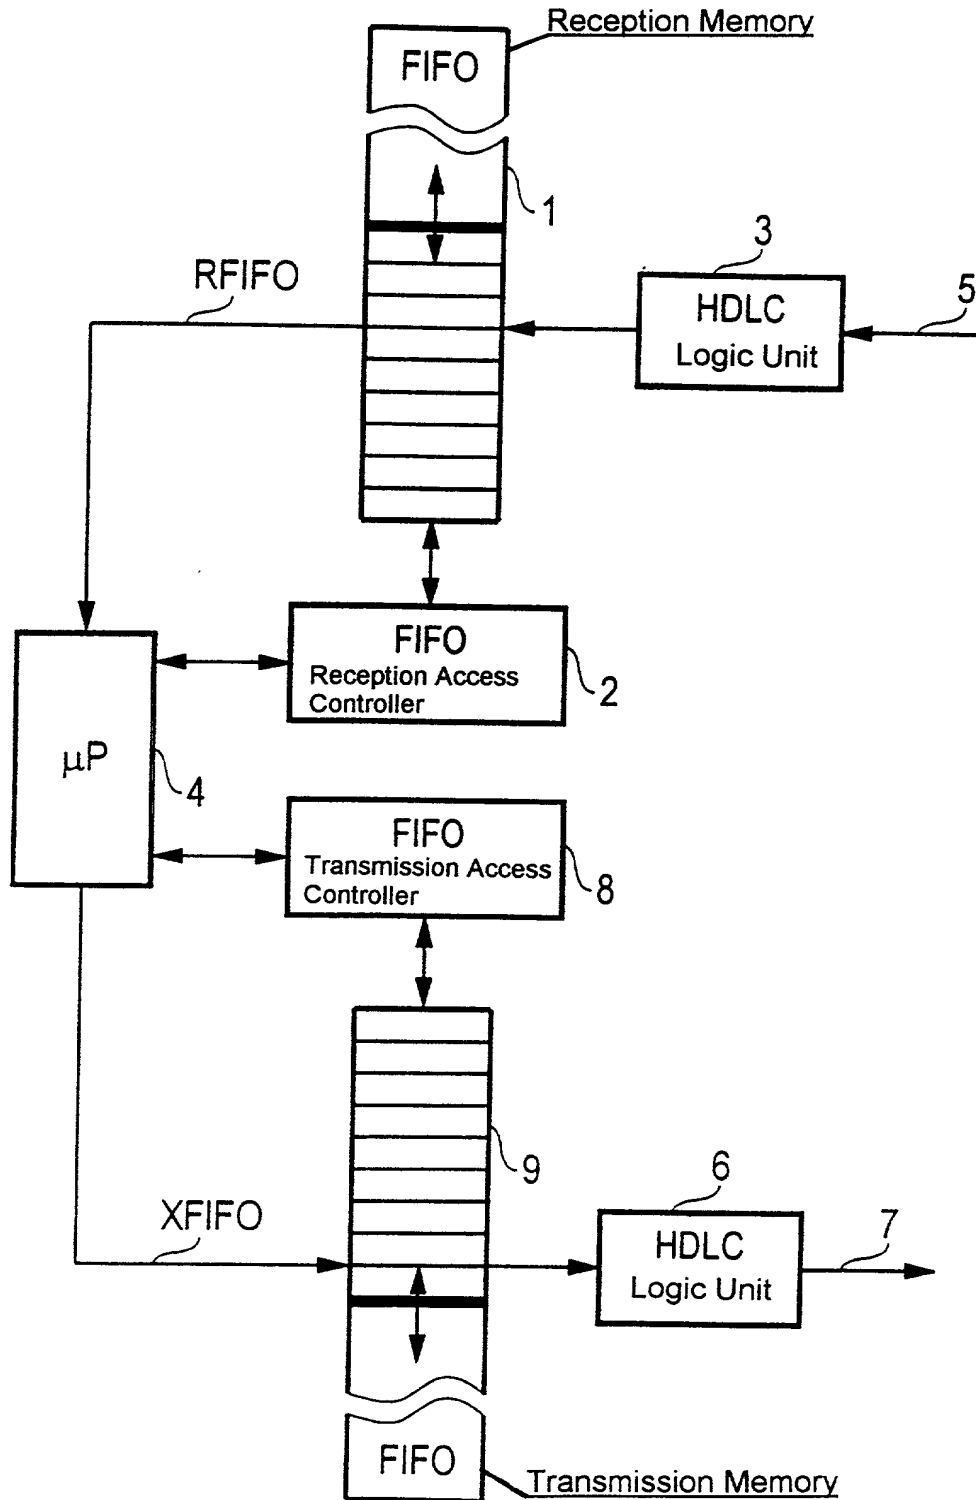 Reception Memory
FIFO
1
3
RFIFO
HDLC
Logic Unit
5
FIFO
Reception Access
Controller
2
μP
4
FIFO
Transmission Access
Controller
8
9
6
XFIFO
HDLC
Logic Unit
7
FIFO
Transmission Memory